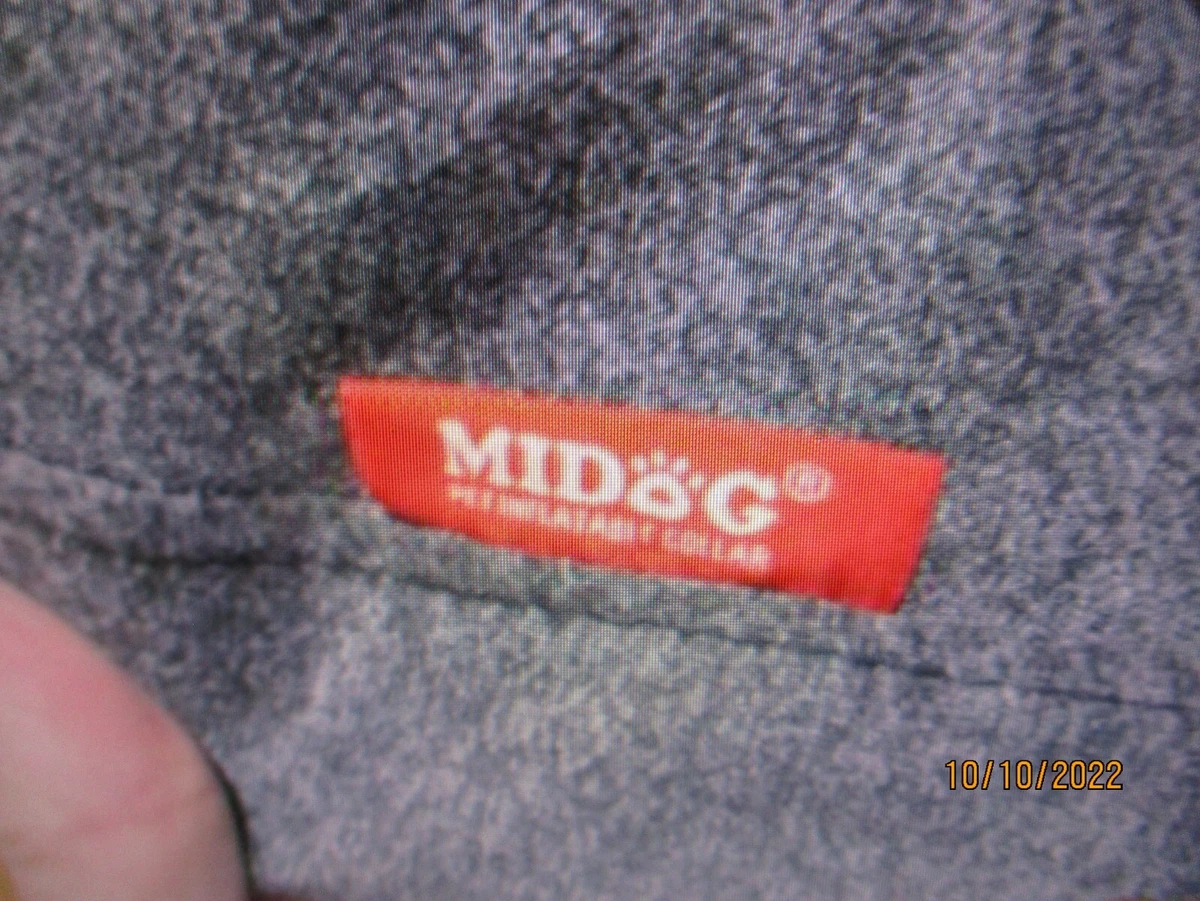 MIDOG®
PET INFLATABLE COLLAR
10/10/2022